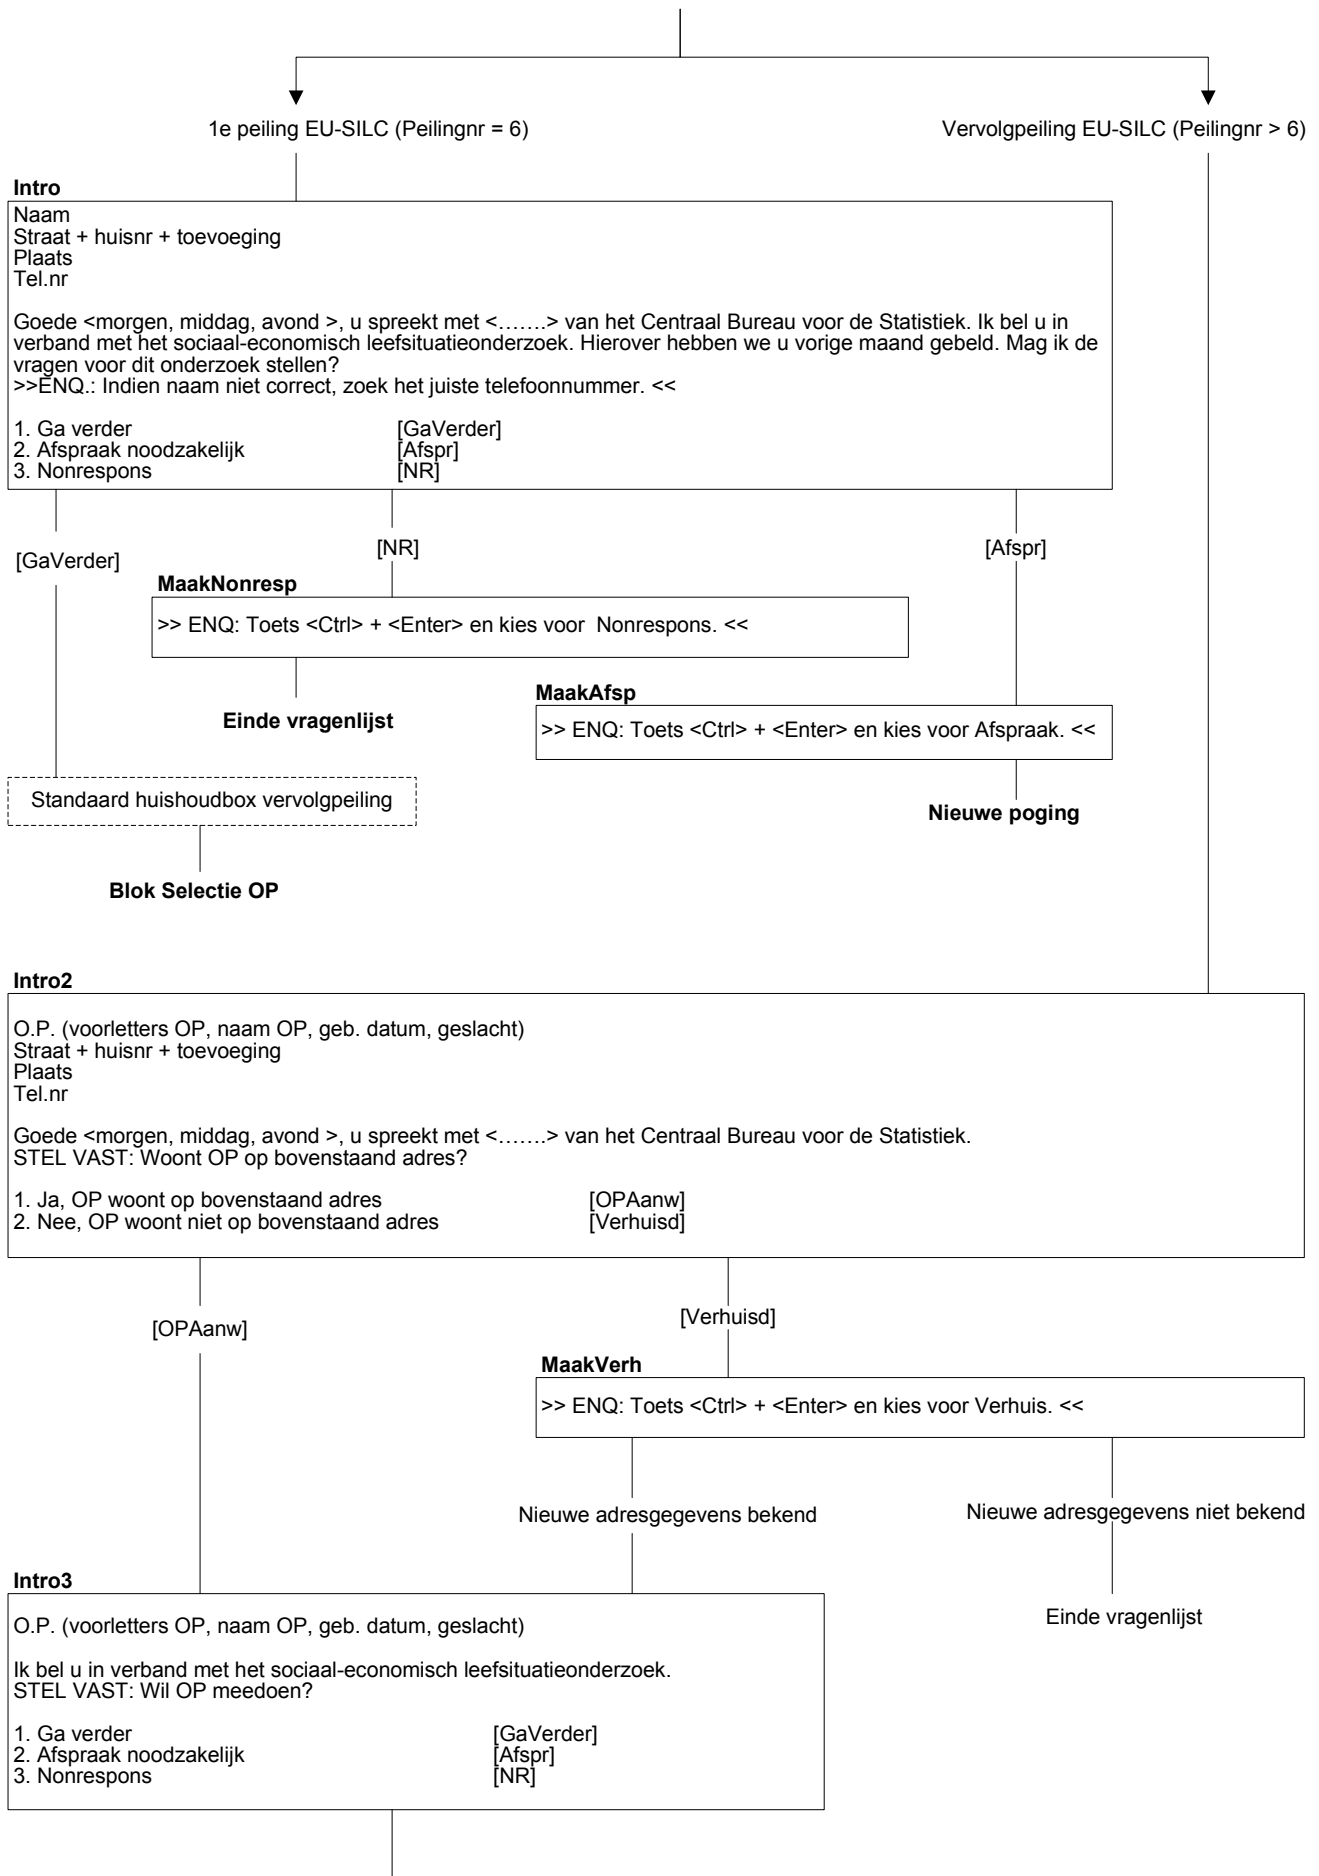 1e peiling EU-SILC (Peilingnr = 6)
Vervolgpeiling EU-SILC (Peilingnr > 6)
Intro
Naam
Straat + huisnr + toevoeging
Plaats
Tel.nr
Goede <morgen, middag, avond >, u spreekt met <…….> van het Centraal Bureau voor de Statistiek. Ik bel u in
verband met het sociaal-economisch leefsituatieonderzoek. Hierover hebben we u vorige maand gebeld. Mag ik de
vragen voor dit onderzoek stellen?
>>ENQ.: Indien naam niet correct, zoek het juiste telefoonnummer. <<
1. Ga verder [GaVerder]
2. Afspraak noodzakelijk [Afspr]
3. Nonrespons [NR]
[GaVerder]
[NR]
[Afspr]
MaakNonresp
>> ENQ: Toets <Ctrl> + <Enter> en kies voor  Nonrespons. <<
Einde vragenlijst
MaakAfsp
>> ENQ: Toets <Ctrl> + <Enter> en kies voor Afspraak. <<
Nieuwe poging
Standaard huishoudbox vervolgpeiling
Blok Selectie OP
Intro2
O.P. (voorletters OP, naam OP, geb. datum, geslacht)
Straat + huisnr + toevoeging
Plaats
Tel.nr
Goede <morgen, middag, avond >, u spreekt met <…….> van het Centraal Bureau voor de Statistiek.
STEL VAST: Woont OP op bovenstaand adres?
1. Ja, OP woont op bovenstaand adres [OPAanw]
2. Nee, OP woont niet op bovenstaand adres [Verhuisd]
[OPAanw]
[Verhuisd]
MaakVerh
>> ENQ: Toets <Ctrl> + <Enter> en kies voor Verhuis. <<
Nieuwe adresgegevens bekend
Nieuwe adresgegevens niet bekend
Einde vragenlijst
Intro3
O.P. (voorletters OP, naam OP, geb. datum, geslacht)
Ik bel u in verband met het sociaal-economisch leefsituatieonderzoek.
STEL VAST: Wil OP meedoen?
1. Ga verder [GaVerder]
2. Afspraak noodzakelijk [Afspr]
3. Nonrespons [NR]